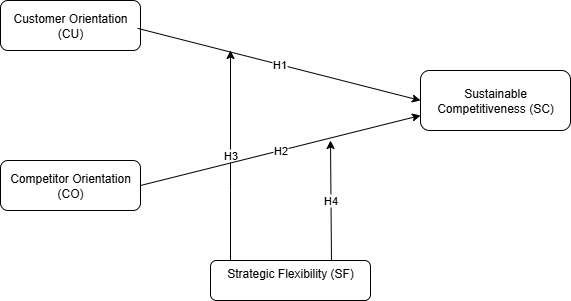 Customer Orientation
(CU)
H1
Sustainable
Competitiveness (SC)
H3
H2
Competitor Orientation
(CO)
H4
Strategic Flexibility (SF)